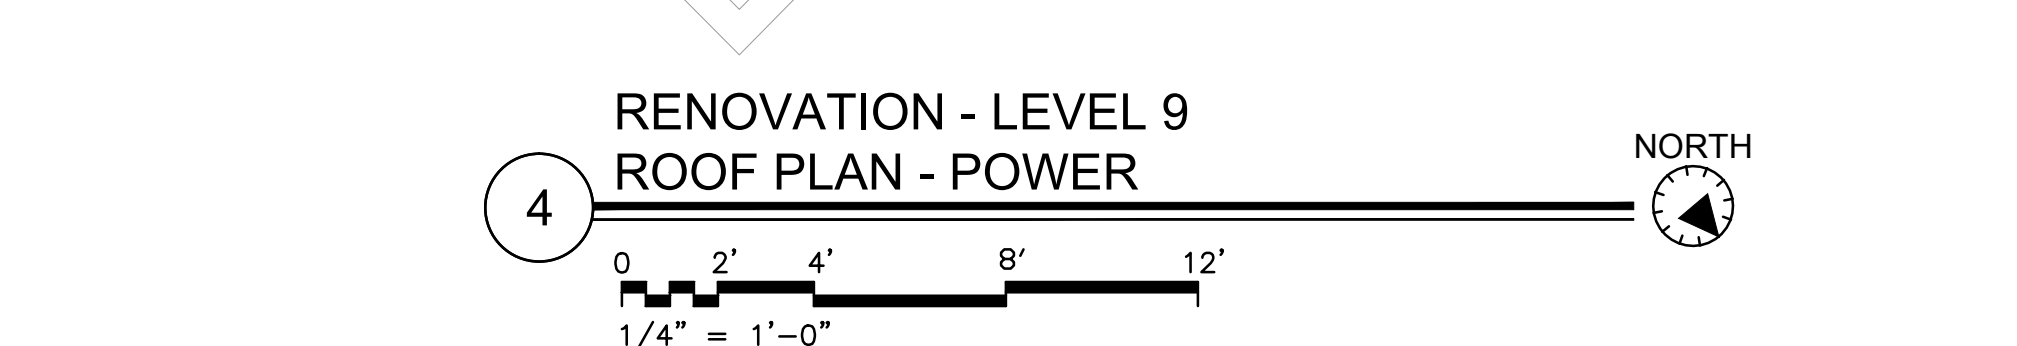 RENOVATION - LEVEL 9
ROOF PLAN - POWER
NORTH
4
0 2' 4' 8' 12'
1/4" = 1'-0"